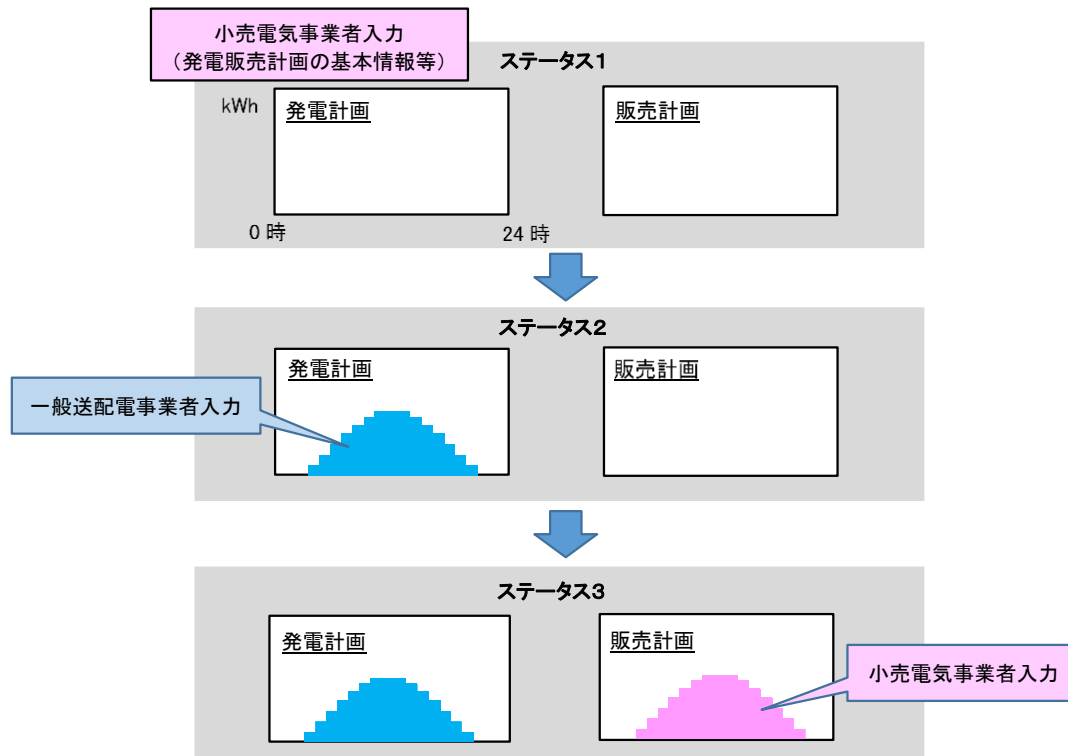 小売電気事業者入力
（発電販売計画の基本情報等）
ステータス1
kWh
発電計画
販売計画
0 時
24 時
ステータス2
発電計画
販売計画
一般送配電事業者入力
ステータス3
発電計画
販売計画
小売電気事業者入力